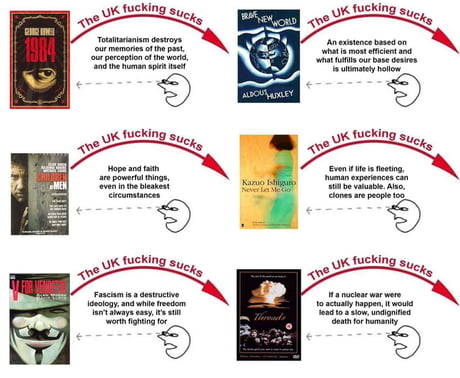 The UK fucking sucks
GEORGE ORWELL
1984
Totalitarianism destroys
our memories of the past,
our perception of the world,
and the human spirit itself
The UK fucking sucks
BRAVE NEW WORLD
ALDOUS HUXLEY
An existence based on
what is most efficient and
what fulfills our base desires
is ultimately hollow
The UK fucking sucks
CHILDREN
OF MEN
Hope and faith
are powerful things,
even in the bleakest
circumstances
The UK fucking sucks
Kazuo Ishiguro
Never Let Me Go
Even if life is fleeting,
human experiences can
still be valuable. Also,
clones are people too
The UK fucking sucks
V FOR VENDETTA
Fascism is a destructive
ideology, and while freedom
isn't always easy, it's still
worth fighting for
The UK fucking sucks
Threads
If a nuclear war were
to actually happen, it would
lead to a slow, undignified
death for humanity